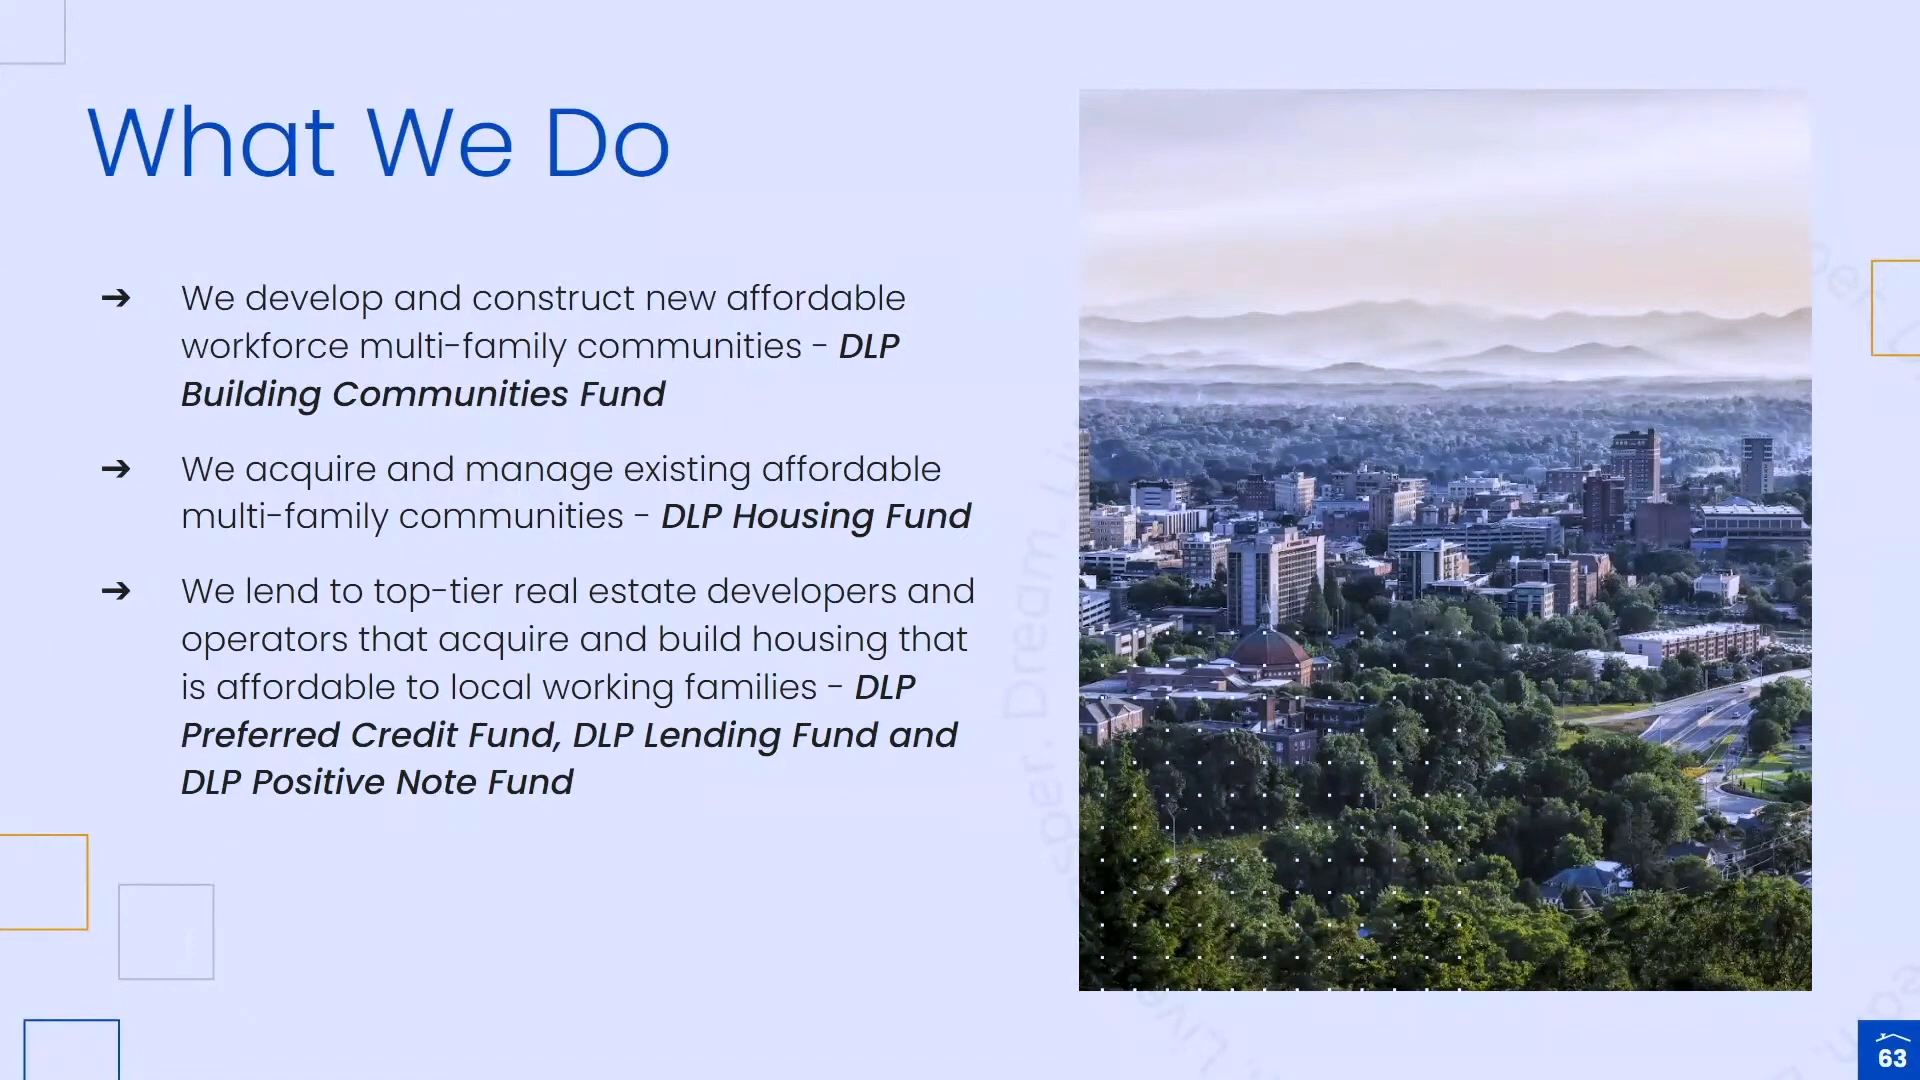 What We Do
➔ We develop and construct new affordable
workforce multi-family communities - DLP
Building Communities Fund
➔ We acquire and manage existing affordable
multi-family communities - DLP Housing Fund
➔ We lend to top-tier real estate developers and
operators that acquire and build housing that
is affordable to local working families - DLP
Preferred Credit Fund, DLP Lending Fund and
DLP Positive Note Fund
Dream.
63